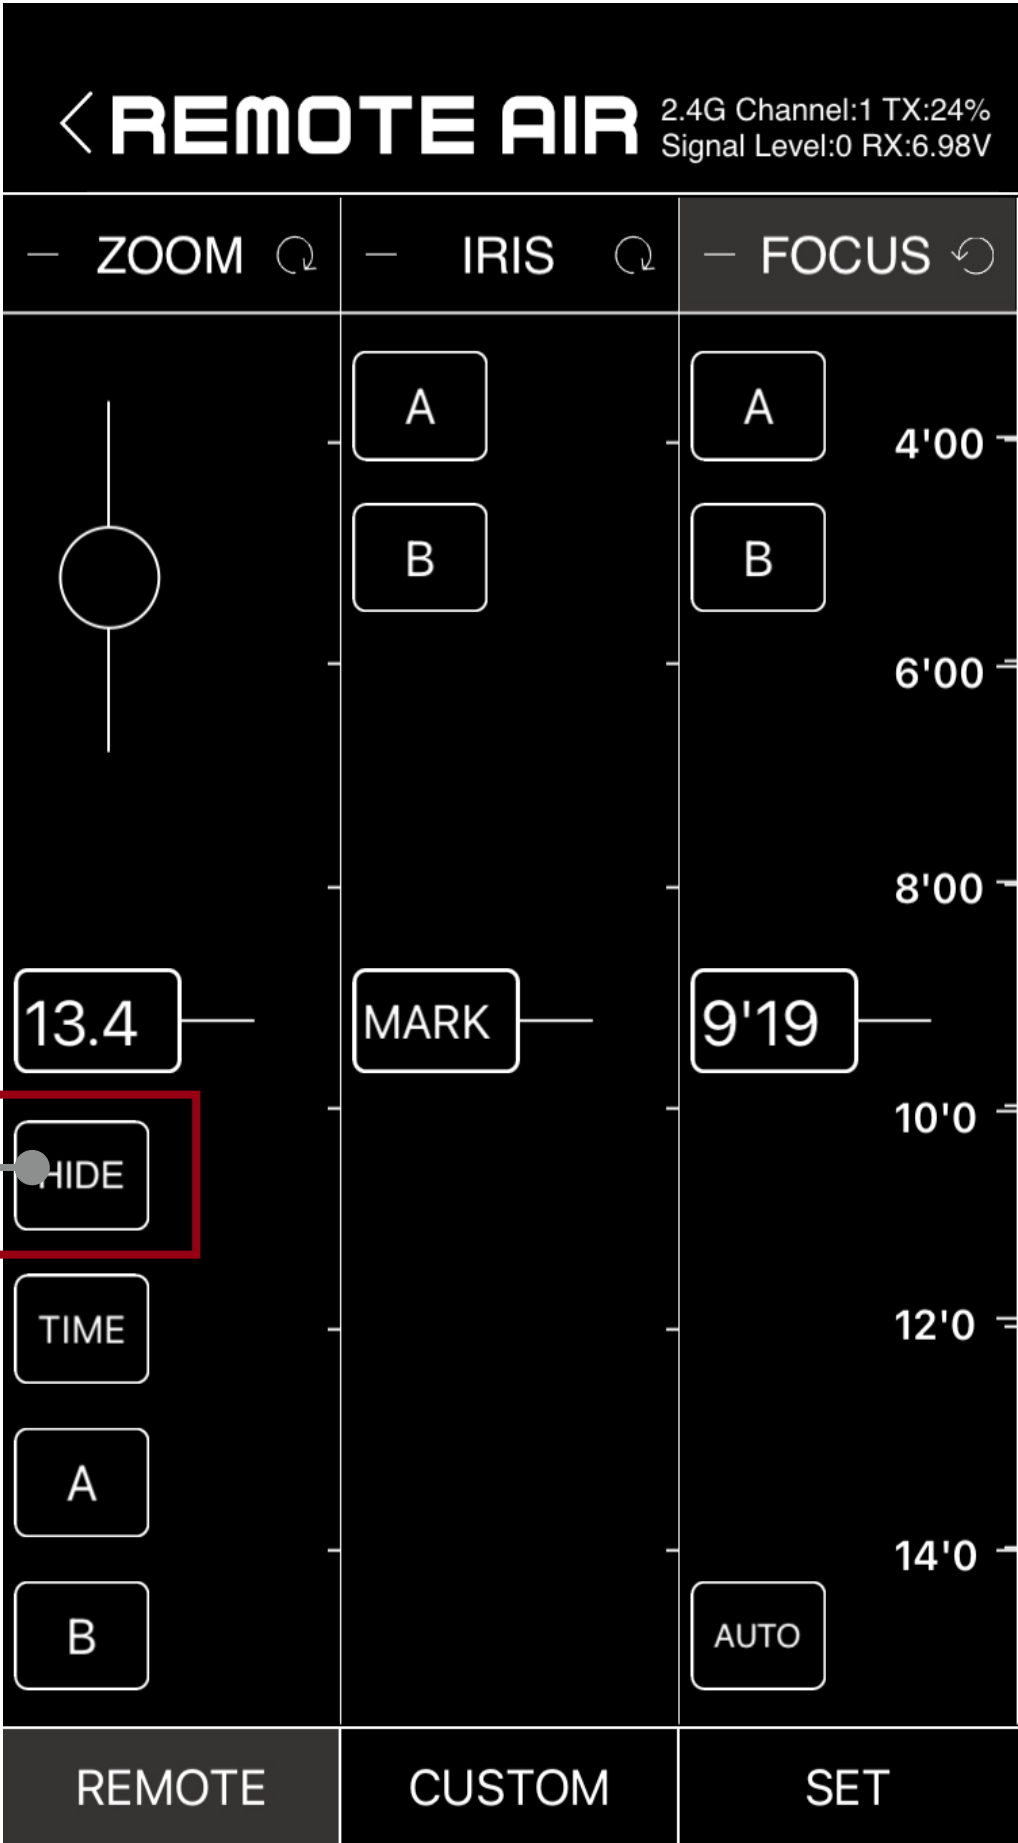 REMOTE AIR
2.4G Channel:1 TX:24%
Signal Level:0 RX:6.98V
ZOOM
IRIS
FOCUS
A
A
4'00
B
B
6'00
8'00
13.4
MARK
9'19
10'0
HIDE
TIME
12'0
A
14'0
B
AUTO
REMOTE
CUSTOM
SET